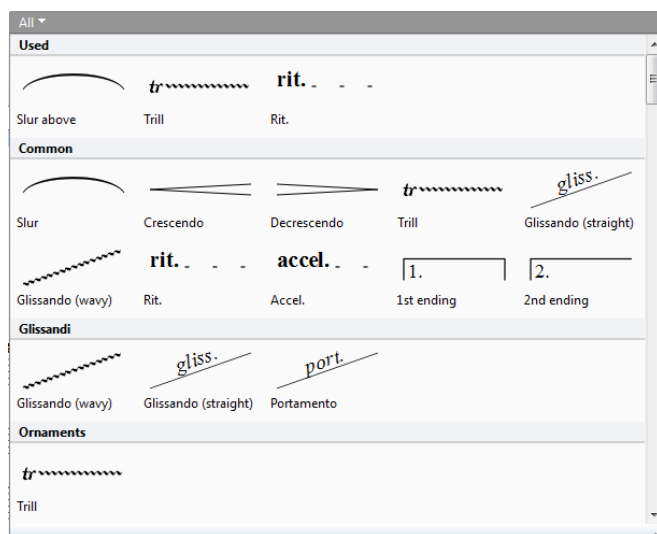 All
Used
tr rit.
Slur above Trill Rit.
Common
tr gliss.
Slur Crescendo Decrescendo Trill Glissando (straight)
rit. accel. 1. 2.
Glissando (wavy) Rit. Accel. 1st ending 2nd ending
Glissandi
gliss. port.
Glissando (wavy) Glissando (straight) Portamento
Ornaments
tr
Trill